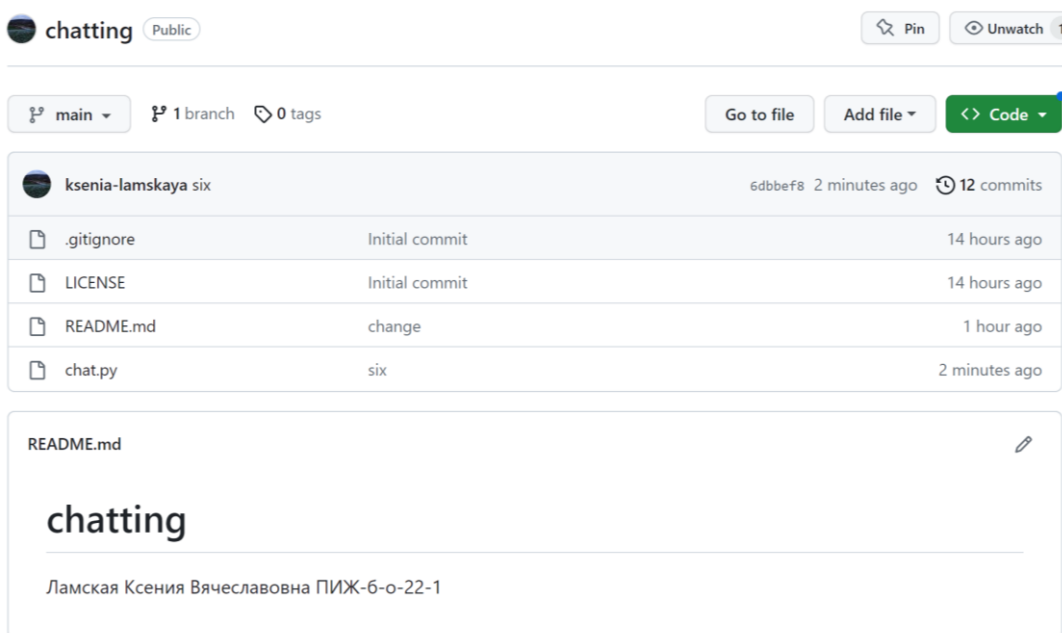 chatting Public Pin Unwatch
main 1 branch 0 tags Go to file Add file <> Code
ksenia-lamskaya six 6dbbef8 2 minutes ago 12 commits
.gitignore Initial commit 14 hours ago
LICENSE Initial commit 14 hours ago
README.md change 1 hour ago
chat.py six 2 minutes ago
README.md
chatting
Ламская Ксения Вячеславовна ПИЖ-б-о-22-1